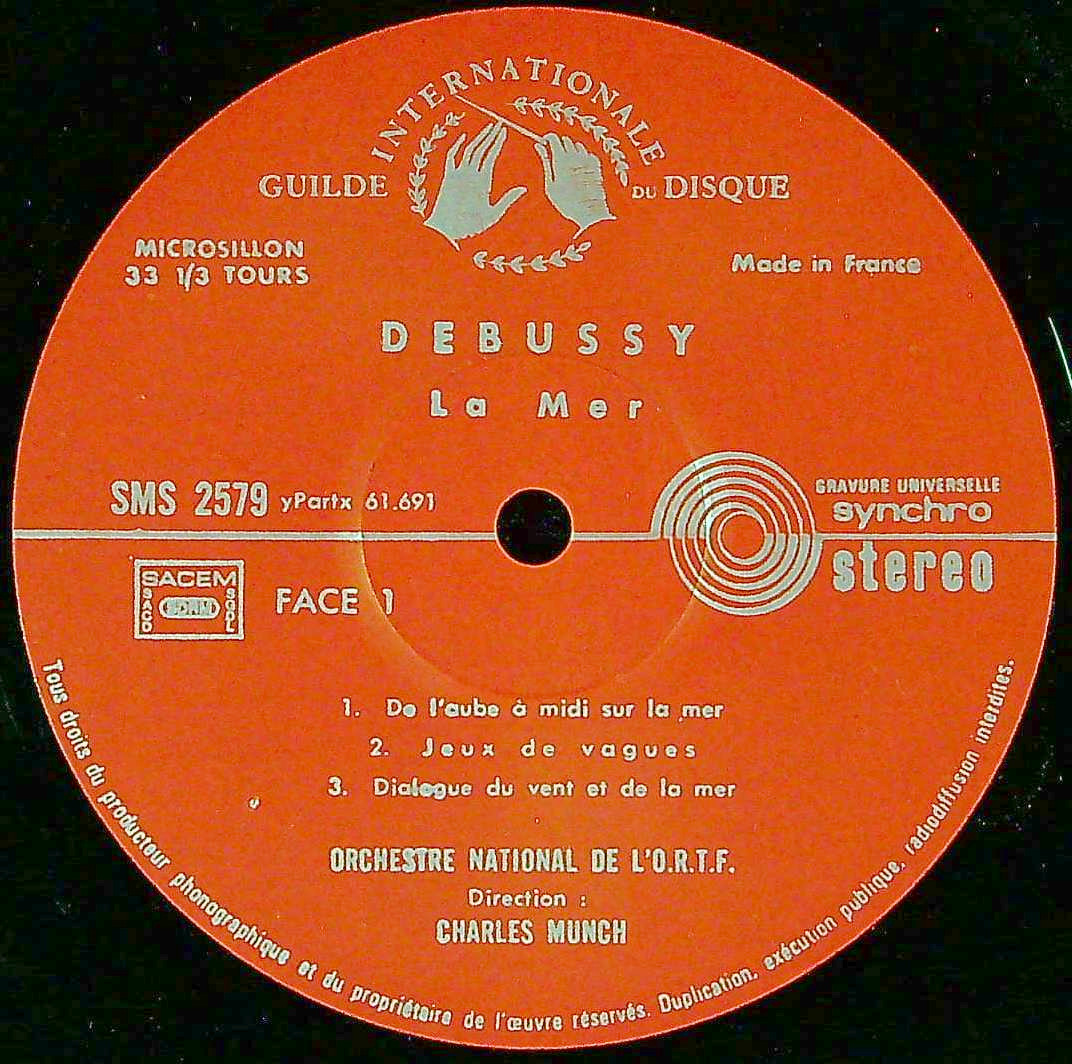 GUILDE INTERNATIONALE DU DISQUE
MICROSILLON
33 1/3 TOURS
Made in France
DEBUSSY
La Mer
SMS 2579 yPartx 61.691
GRAVURE UNIVERSELLE
synchro
stereo
SACEM
SACD
SGDL
FACE 1
1. De l'aube à midi sur la mer
2. Jeux de vagues
3. Dialogue du vent et de la mer
ORCHESTRE NATIONAL DE L'O.R.T.F.
Direction :
CHARLES MUNCH
Tous droits du producteur phonographique et du propriétaire de l'œuvre réservés. Duplication, exécution publique, radiodiffusion interdites.